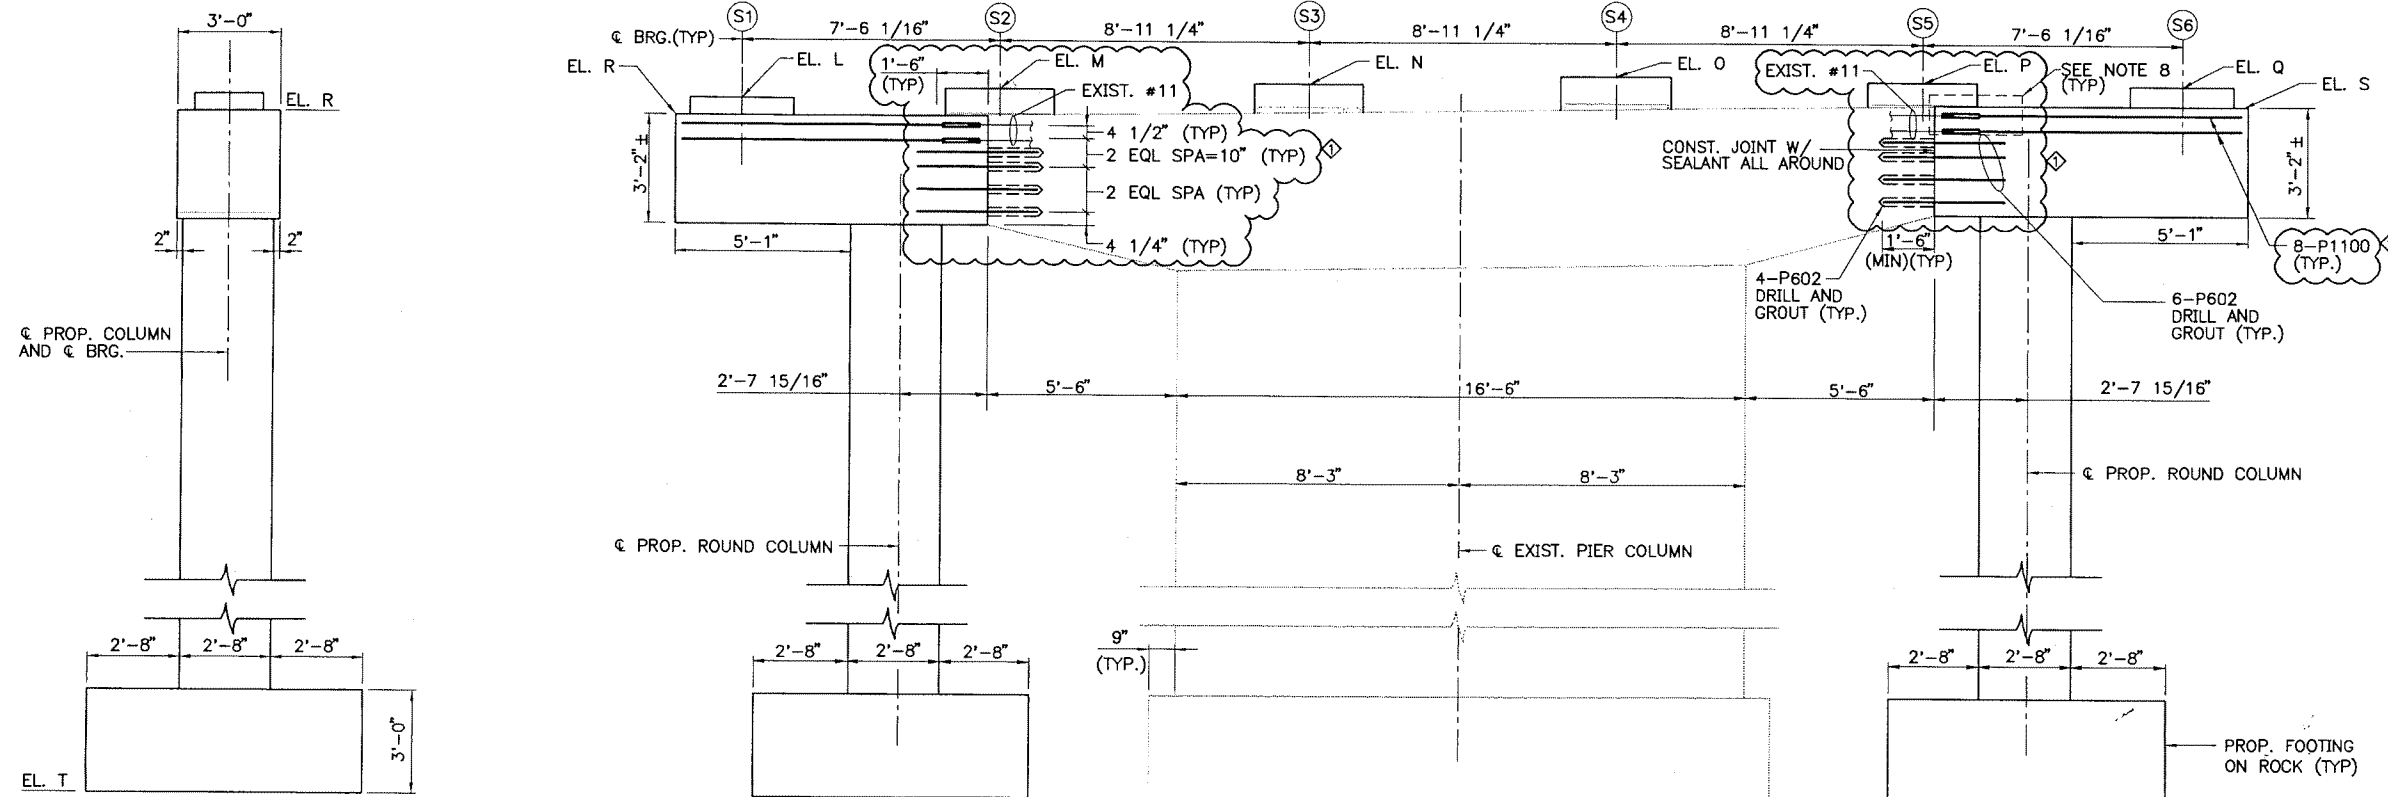 3'-0"
EL. R
2"
2"
℄ PROP. COLUMN
AND ℄ BRG.
2'-8"
2'-8"
2'-8"
3'-0"
EL. T
S1
S2
S3
S4
S5
S6
℄ BRG.(TYP)
7'-6 1/16"
8'-11 1/4"
8'-11 1/4"
8'-11 1/4"
7'-6 1/16"
EL. R
EL. L
1'-6"
(TYP)
EL. M
EXIST. #11
EL. N
EL. O
EXIST. #11
EL. P
SEE NOTE 8
(TYP)
EL. Q
EL. S
4 1/2" (TYP)
2 EQL SPA=10" (TYP)
1
2 EQL SPA (TYP)
4 1/4" (TYP)
3'-2" ±
5'-1"
CONST. JOINT W/
SEALANT ALL AROUND
1
3'-2" ±
5'-1"
1'-6"
(MIN)(TYP)
8-P1100
(TYP.)
4-P602
DRILL AND
GROUT (TYP.)
6-P602
DRILL AND
GROUT (TYP.)
2'-7 15/16"
5'-6"
16'-6"
5'-6"
2'-7 15/16"
8'-3"
8'-3"
℄ PROP. ROUND COLUMN
℄ PROP. ROUND COLUMN
℄ EXIST. PIER COLUMN
2'-8"
2'-8"
2'-8"
9"
(TYP.)
2'-8"
2'-8"
2'-8"
PROP. FOOTING
ON ROCK (TYP)